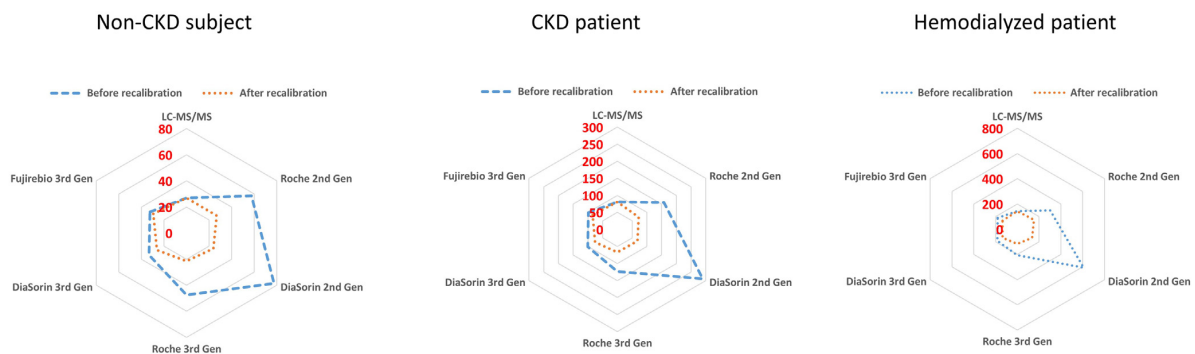 Non-CKD subject
Before recalibration After recalibration
LC-MS/MS
80
60
40
20
0
Fujirebio 3rd Gen
Roche 2nd Gen
DiaSorin 3rd Gen
DiaSorin 2nd Gen
Roche 3rd Gen
CKD patient
Before recalibration After recalibration
LC-MS/MS
300
250
200
150
100
50
0
Fujirebio 3rd Gen
Roche 2nd Gen
DiaSorin 3rd Gen
DiaSorin 2nd Gen
Roche 3rd Gen
Hemodialyzed patient
Before recalibration After recalibration
LC-MS/MS
800
600
400
200
0
Fujirebio 3rd Gen
Roche 2nd Gen
DiaSorin 3rd Gen
DiaSorin 2nd Gen
Roche 3rd Gen